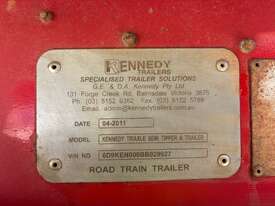 KENNEDY
TRAILERS
SPECIALISED TRAILER SOLUTIONS
G.E. & D.A. Kennedy Pty Ltd
131 Forge Creek Rd, Bairnsdale Victoria 3875
Ph. (03) 5152 6362 Fax (03) 5152 5789
Email: admin@kennedytrailers.com.au
DATE 04-2011
MODEL KENNEDY TRIAXLE SEMI TIPPER TRAILER
VIN NO
ROAD TRAIN TRAILER